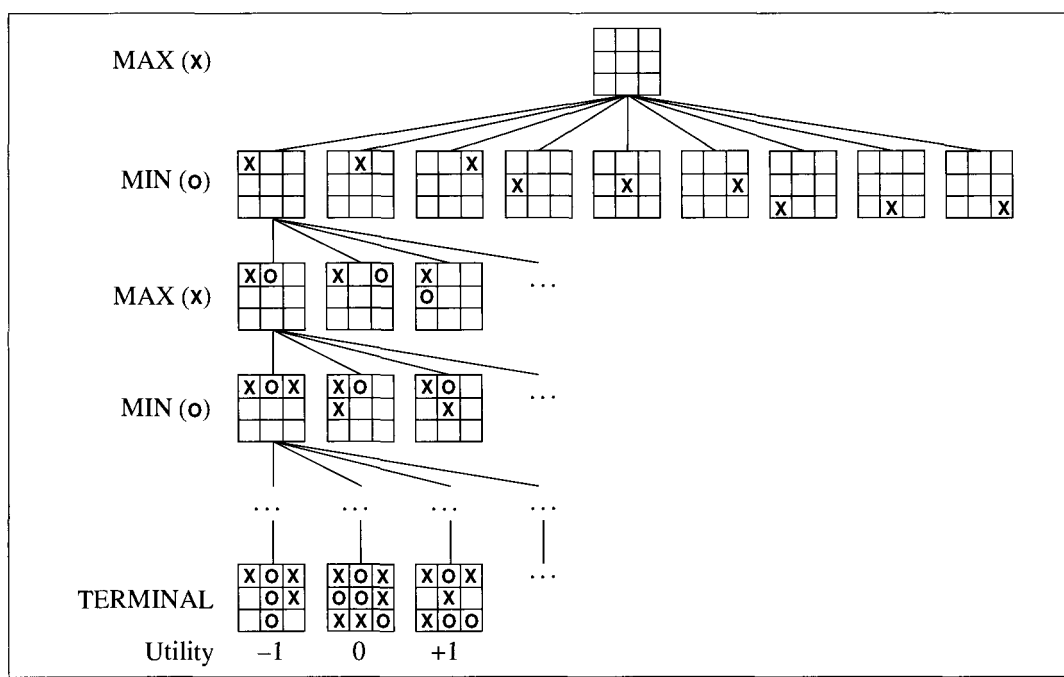 MAX (X)
X X X X X X X X X
MIN (O)
X O X O X
MAX (X)
O
...
X O X X O X O
MIN (O)
X X
...
... ... ... ...
X O X X O X X O X
...
TERMINAL
O X O O X X
O X X O X O O
Utility –1 0 +1